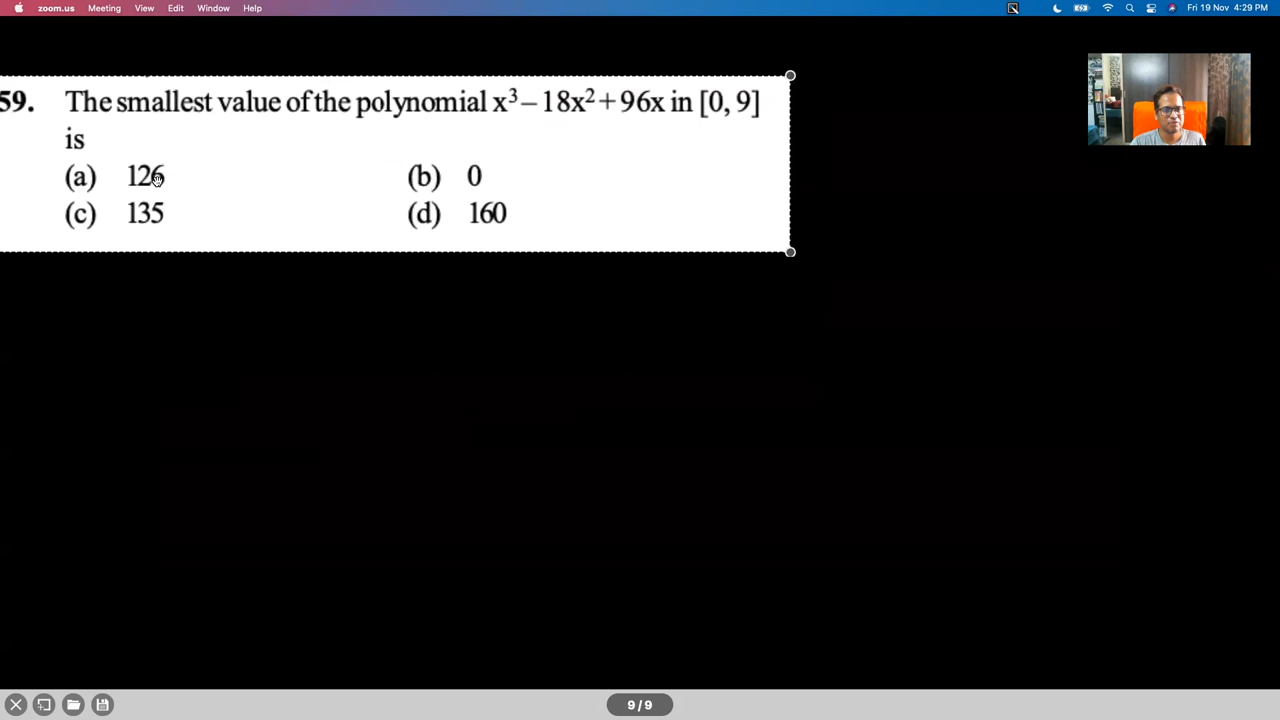 zoom.us Meeting View Edit Window Help Fri 19 Nov 4:29 PM
59. The smallest value of the polynomial x³ – 18x² + 96x in [0, 9]
is
(a) 126 (b) 0
(c) 135 (d) 160
9/9